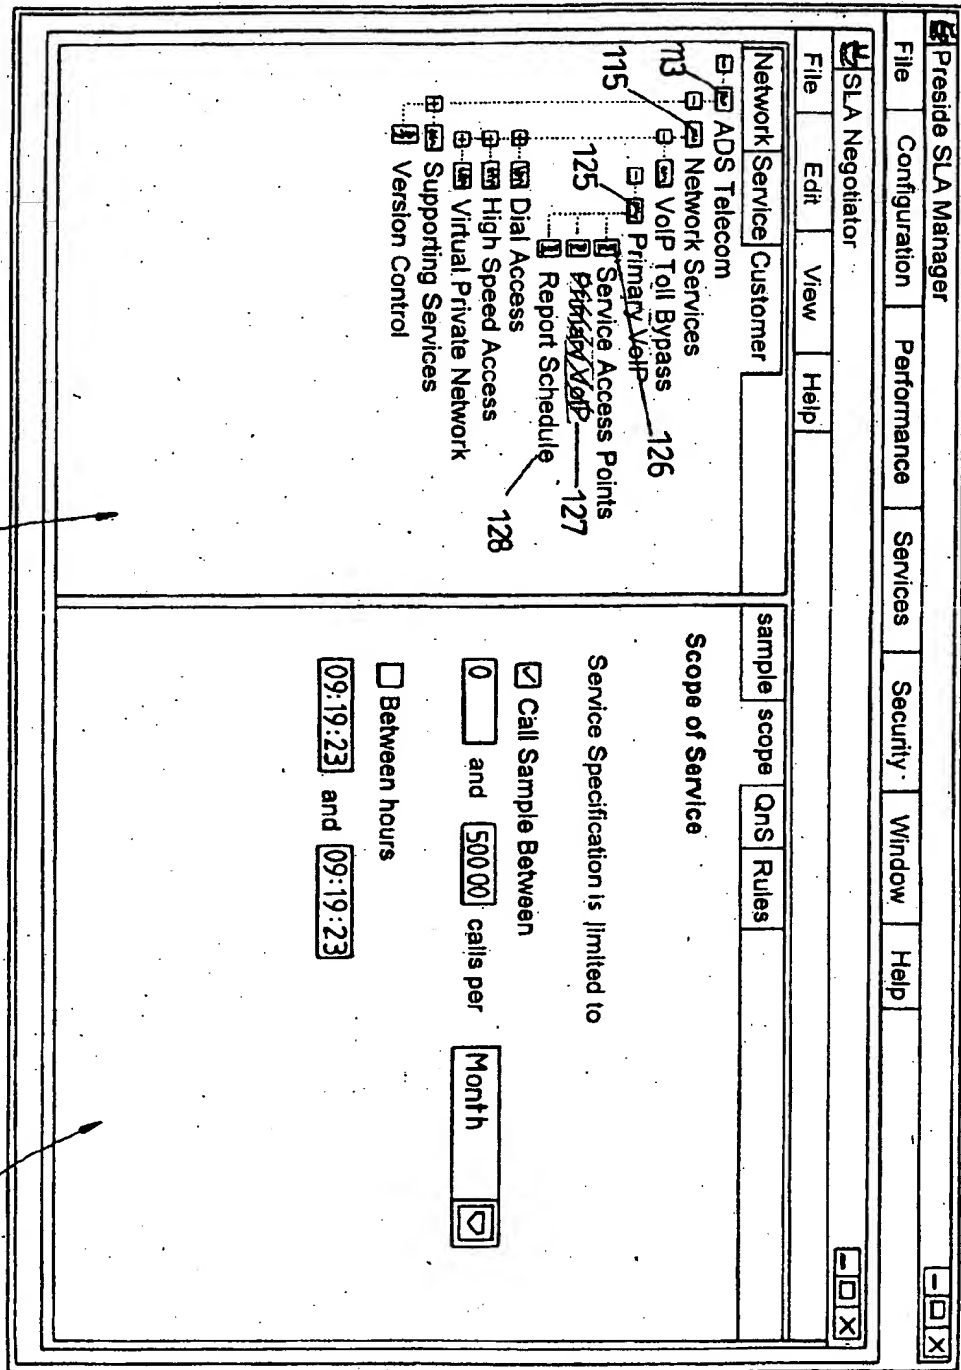 Preside SLA Manager
File Configuration Performance Services Security Window Help
SLA Negotiator
File Edit View Help
Network Service Customer
113
ADS Telecom
115
Network Services
VoIP Toll Bypass
125
Primary VoIP
126
Service Access Points
Primary VoIP
127
Report Schedule
128
Dial Access
High Speed Access
Virtual Private Network
Supporting Services
Version Control
sample scope QnS Rules
Scope of Service
Service Specification is limited to
Call Sample Between
0 and 50000 calls per Month
Between hours
09:19:23 and 09:19:23